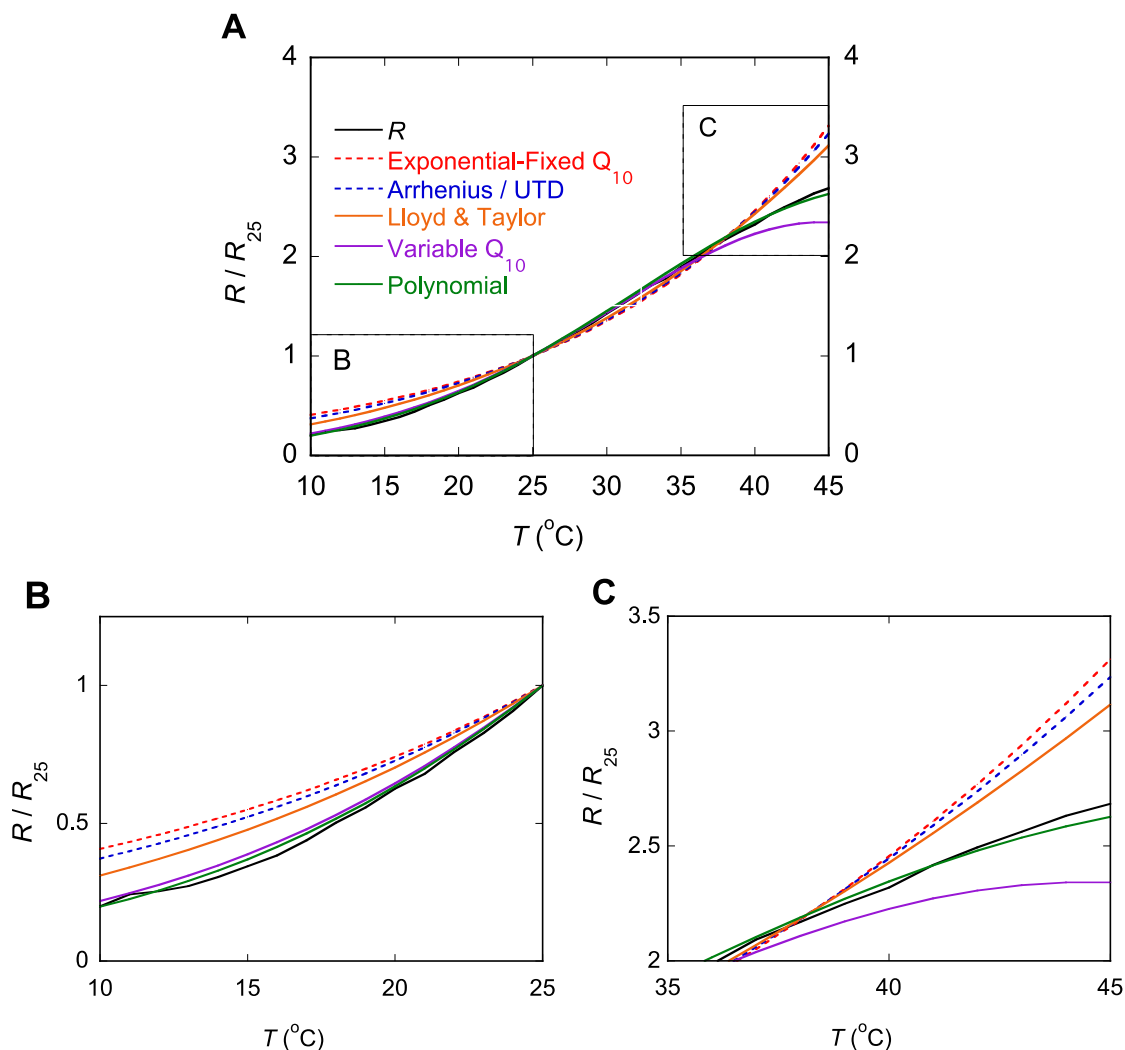 A
4
4
C
R
3
3
Exponential-Fixed Q10
Arrhenius / UTD
Lloyd & Taylor
R / R25
2
2
Variable Q10
Polynomial
1
1
B
0
0
10 15 20 25 30 35 40 45
T (°C)
B
C
3.5
R / R25
1
3
R / R25
0.5
2.5
0
2
10 15 20 25
35 40 45
T (°C)
T (°C)